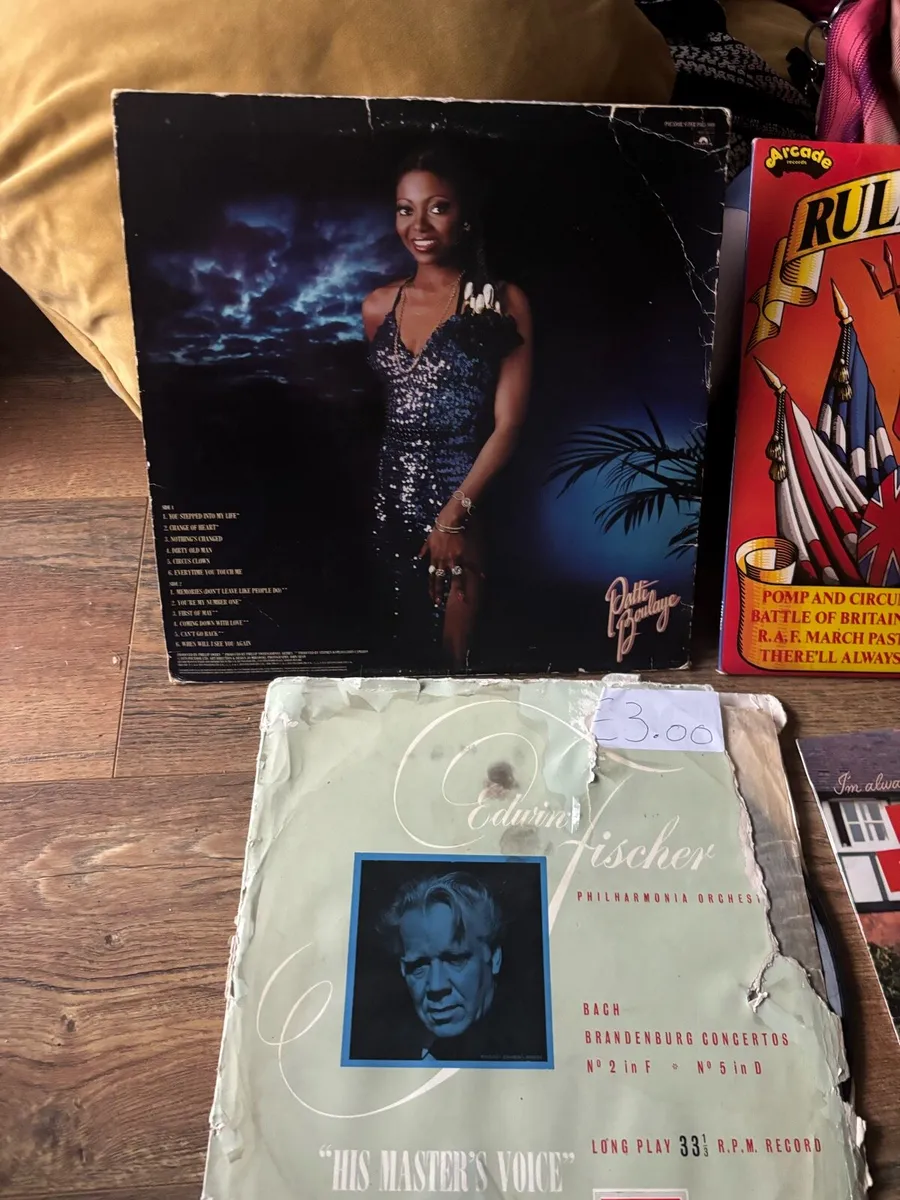 SIDE 1
1. YOU STEPPED INTO MY LIFE*
2. CHANGE OF HEART*
3. NOTHING'S CHANGED
4. DIRTY OLD MAN
5. CIRCUS CLOWN
6. EVERYTIME YOU TOUCH ME
SIDE 2
1. MEMORIES (DON'T LEAVE LIKE PEOPLE DO)**
2. YOU'RE MY NUMBER ONE*
3. FIRST OF MAY**
4. COMING DOWN WITH LOVE*
5. CAN'T GO BACK**
6. WHEN WILL I SEE YOU AGAIN
Patti
Boulaye
Arcade
records
RUL
POMP AND CIRCU
BATTLE OF BRITAIN
R.A.F. MARCH PAST
THERE'LL ALWAYS
£3.00
Edwin Fischer
PHILHARMONIA ORCHES
BACH
BRANDENBURG CONCERTOS
Nº 2 in F Nº 5 in D
LONG PLAY 33⅓ R.P.M. RECORD
"HIS MASTER'S VOICE"
I'm alwa